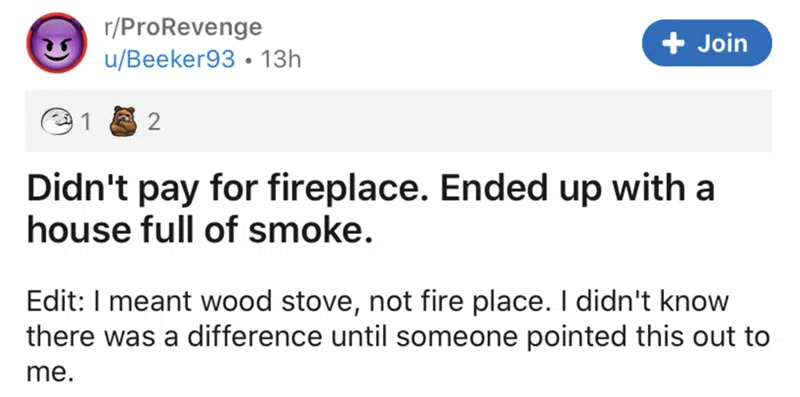 r/ProRevenge
u/Beeker93 • 13h
+ Join
1 2
Didn't pay for fireplace. Ended up with a
house full of smoke.
Edit: I meant wood stove, not fire place. I didn't know
there was a difference until someone pointed this out to
me.